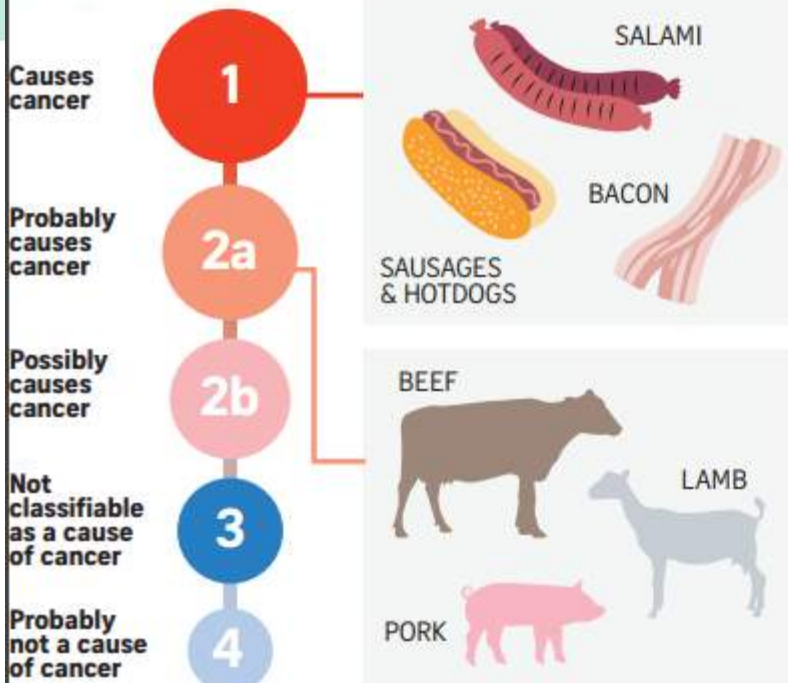 Causes
cancer
1
SALAMI
BACON
SAUSAGES
& HOTDOGS
Probably
causes
cancer
2a
Possibly
causes
cancer
2b
BEEF
LAMB
PORK
Not
classifiable
as a cause
of cancer
3
Probably
not a cause
of cancer
4